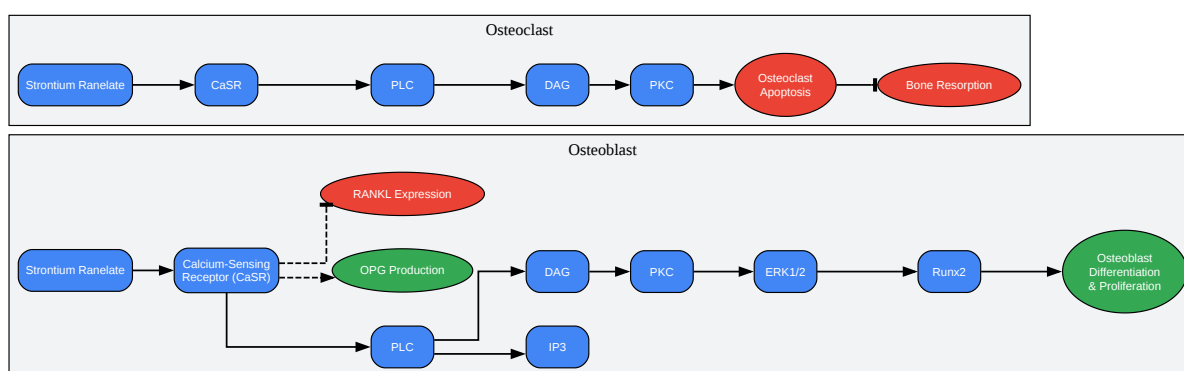 Osteoclast
Strontium Ranelate
CaSR
PLC
DAG
PKC
Osteoclast
Apoptosis
Bone Resorption
Osteoblast
RANKL Expression
Strontium Ranelate
Calcium-Sensing
Receptor (CaSR)
OPG Production
DAG
PKC
ERK1/2
Runx2
Osteoblast
Differentiation
& Proliferation
PLC
IP3